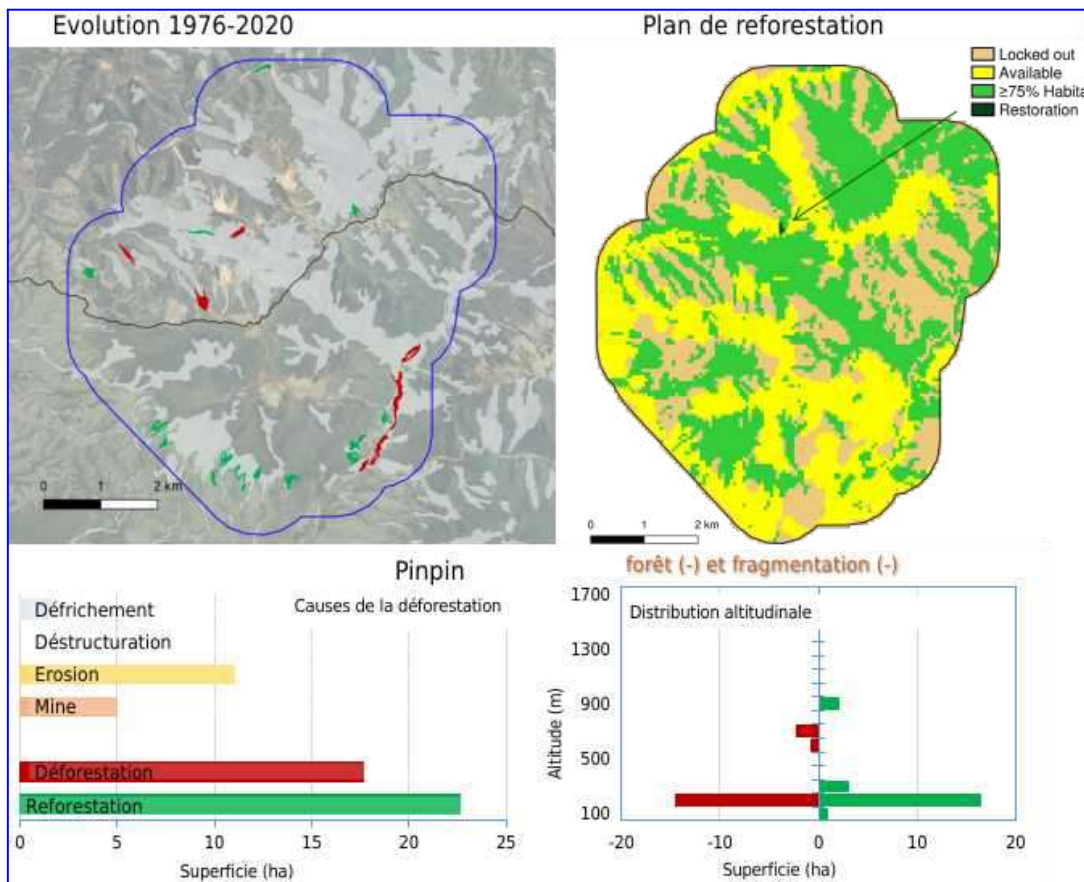 Evolution 1976-2020
Plan de reforestation
Locked out
Available
≥75% Habita
Restoration
0 1 2 km
0 1 2 km
Pinpin
Causes de la déforestation
Défrichement
Déstructuration
Erosion
Mine
Déforestation
Reforestation
0 5 10 15 20 25
Superficie (ha)
forêt (-) et fragmentation (-)
Distribution altitudinale
Altitude (m)
1700
1300
900
500
100
-20 -10 0 10 20
Superficie (ha)